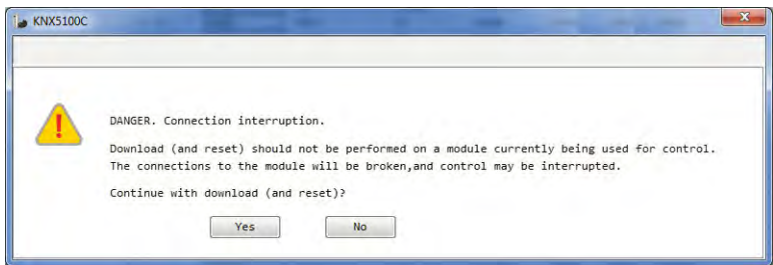 KNX5100C
DANGER. Connection interruption.
Download (and reset) should not be performed on a module currently being used for control.
The connections to the module will be broken,and control may be interrupted.
Continue with download (and reset)?
Yes No